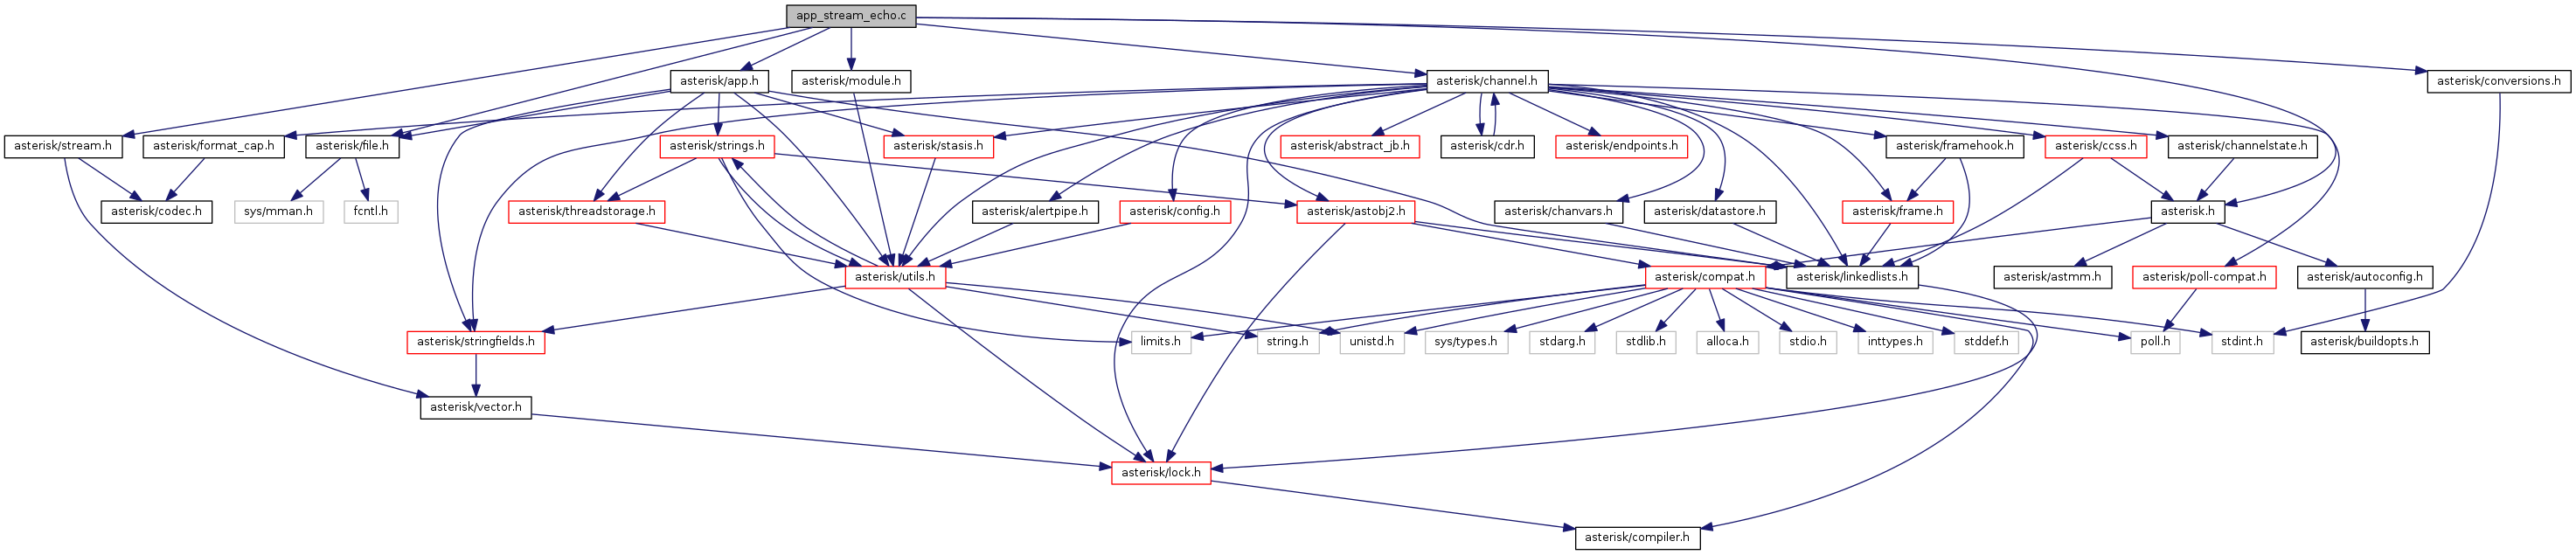 app_stream_echo.c
asterisk/app.h
asterisk/module.h
asterisk/channel.h
asterisk/conversions.h
asterisk/stream.h
asterisk/format_cap.h
asterisk/file.h
asterisk/strings.h
asterisk/stasis.h
asterisk/abstract_jb.h
asterisk/cdr.h
asterisk/endpoints.h
asterisk/framehook.h
asterisk/ccss.h
asterisk/channelstate.h
asterisk/codec.h
sys/mman.h
fcntl.h
asterisk/threadstorage.h
asterisk/alertpipe.h
asterisk/config.h
asterisk/astobj2.h
asterisk/chanvars.h
asterisk/datastore.h
asterisk/frame.h
asterisk.h
asterisk/utils.h
asterisk/compat.h
asterisk/linkedlists.h
asterisk/astmm.h
asterisk/poll-compat.h
asterisk/autoconfig.h
asterisk/stringfields.h
limits.h
string.h
unistd.h
sys/types.h
stdarg.h
stdlib.h
alloca.h
stdio.h
inttypes.h
stddef.h
poll.h
stdint.h
asterisk/buildopts.h
asterisk/vector.h
asterisk/lock.h
asterisk/compiler.h